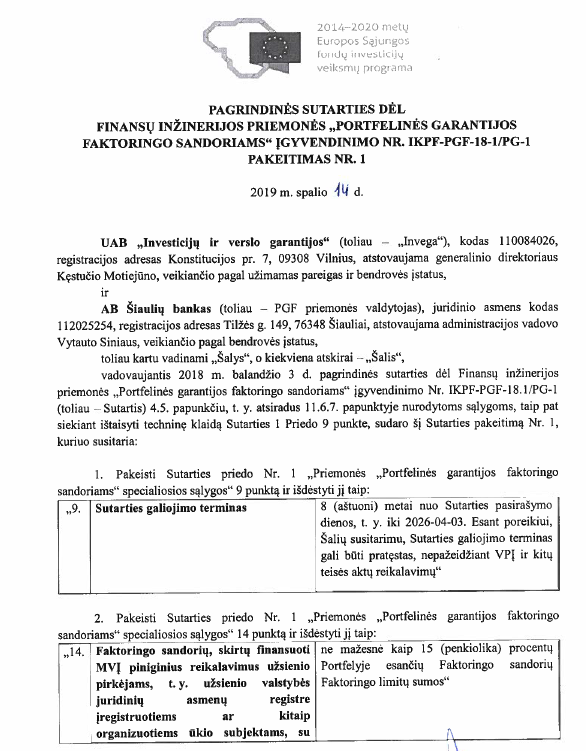 2014–2020 metų
Europos Sąjungos
fondų investicijų
veiksmų programa
PAGRINDINĖS SUTARTIES DĖL
FINANSŲ INŽINERIJOS PRIEMONĖS „PORTFELINĖS GARANTIJOS
FAKTORINGO SANDORIAMS“ ĮGYVENDINIMO NR. IKPF-PGF-18-1/PG-1
PAKEITIMAS NR. 1
2019 m. spalio 14 d.
UAB „Investicijų ir verslo garantijos“ (toliau – „Invega“), kodas 110084026,
registracijos adresas Konstitucijos pr. 7, 09308 Vilnius, atstovaujama generalinio direktoriaus
Kęstučio Motiejūno, veikiančio pagal užimamas pareigas ir bendrovės įstatus,
ir
AB Šiaulių bankas (toliau – PGF priemonės valdytojas), juridinio asmens kodas
112025254, registracijos adresas Tilžės g. 149, 76348 Šiauliai, atstovaujama administracijos vadovo
Vytauto Siniaus, veikiančio pagal bendrovės įstatus,
toliau kartu vadinami „Šalys“, o kiekviena atskirai – „Šalis“,
vadovaujantis 2018 m. balandžio 3 d. pagrindinės sutarties dėl Finansų inžinerijos
priemonės „Portfelinės garantijos faktoringo sandoriams“ įgyvendinimo Nr. IKPF-PGF-18.1/PG-1
(toliau – Sutartis) 4.5. papunkčiu, t. y. atsiradus 11.6.7. papunktyje nurodytoms sąlygoms, taip pat
siekiant ištaisyti techninę klaidą Sutarties 1 Priedo 9 punkte, sudaro šį Sutarties pakeitimą Nr. 1,
kuriuo susitaria:
1. Pakeisti Sutarties priedo Nr. 1 „Priemonės „Portfelinės garantijos faktoringo
sandoriams“ specialiosios sąlygos“ 9 punktą ir išdėstyti jį taip:
„9. Sutarties galiojimo terminas
8 (aštuoni) metai nuo Sutarties pasirašymo
dienos, t. y. iki 2026-04-03. Esant poreikiui,
Šalių susitarimu, Sutarties galiojimo terminas
gali būti pratęstas, nepažeidžiant VPĮ ir kitų
teisės aktų reikalavimų“
2. Pakeisti Sutarties priedo Nr. 1 „Priemonės „Portfelinės garantijos faktoringo
sandoriams“ specialiosios sąlygos“ 14 punktą ir išdėstyti jį taip:
„14. Faktoringo sandorių, skirtų finansuoti
MVĮ piniginius reikalavimus užsienio
pirkėjams, t. y. užsienio valstybės
juridinių asmenų registre
įregistruotiems ar kitaip
organizuotiems ūkio subjektams, su
ne mažesnė kaip 15 (penkiolika) procentų
Portfelyje esančių Faktoringo sandorių
Faktoringo limitų sumos“